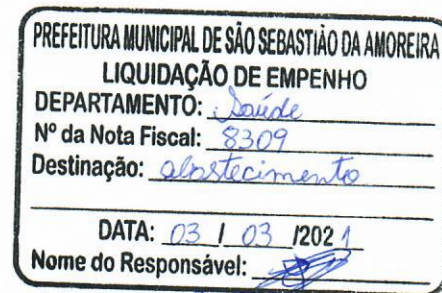 PREFEITURA MUNICIPAL DE SÃO SEBASTIÃO DA AMOREIRA
LIQUIDAÇÃO DE EMPENHO
DEPARTAMENTO: Saúde
Nº da Nota Fiscal: 8309
Destinação: abastecimento
DATA: 03 / 03 /2021
Nome do Responsável: